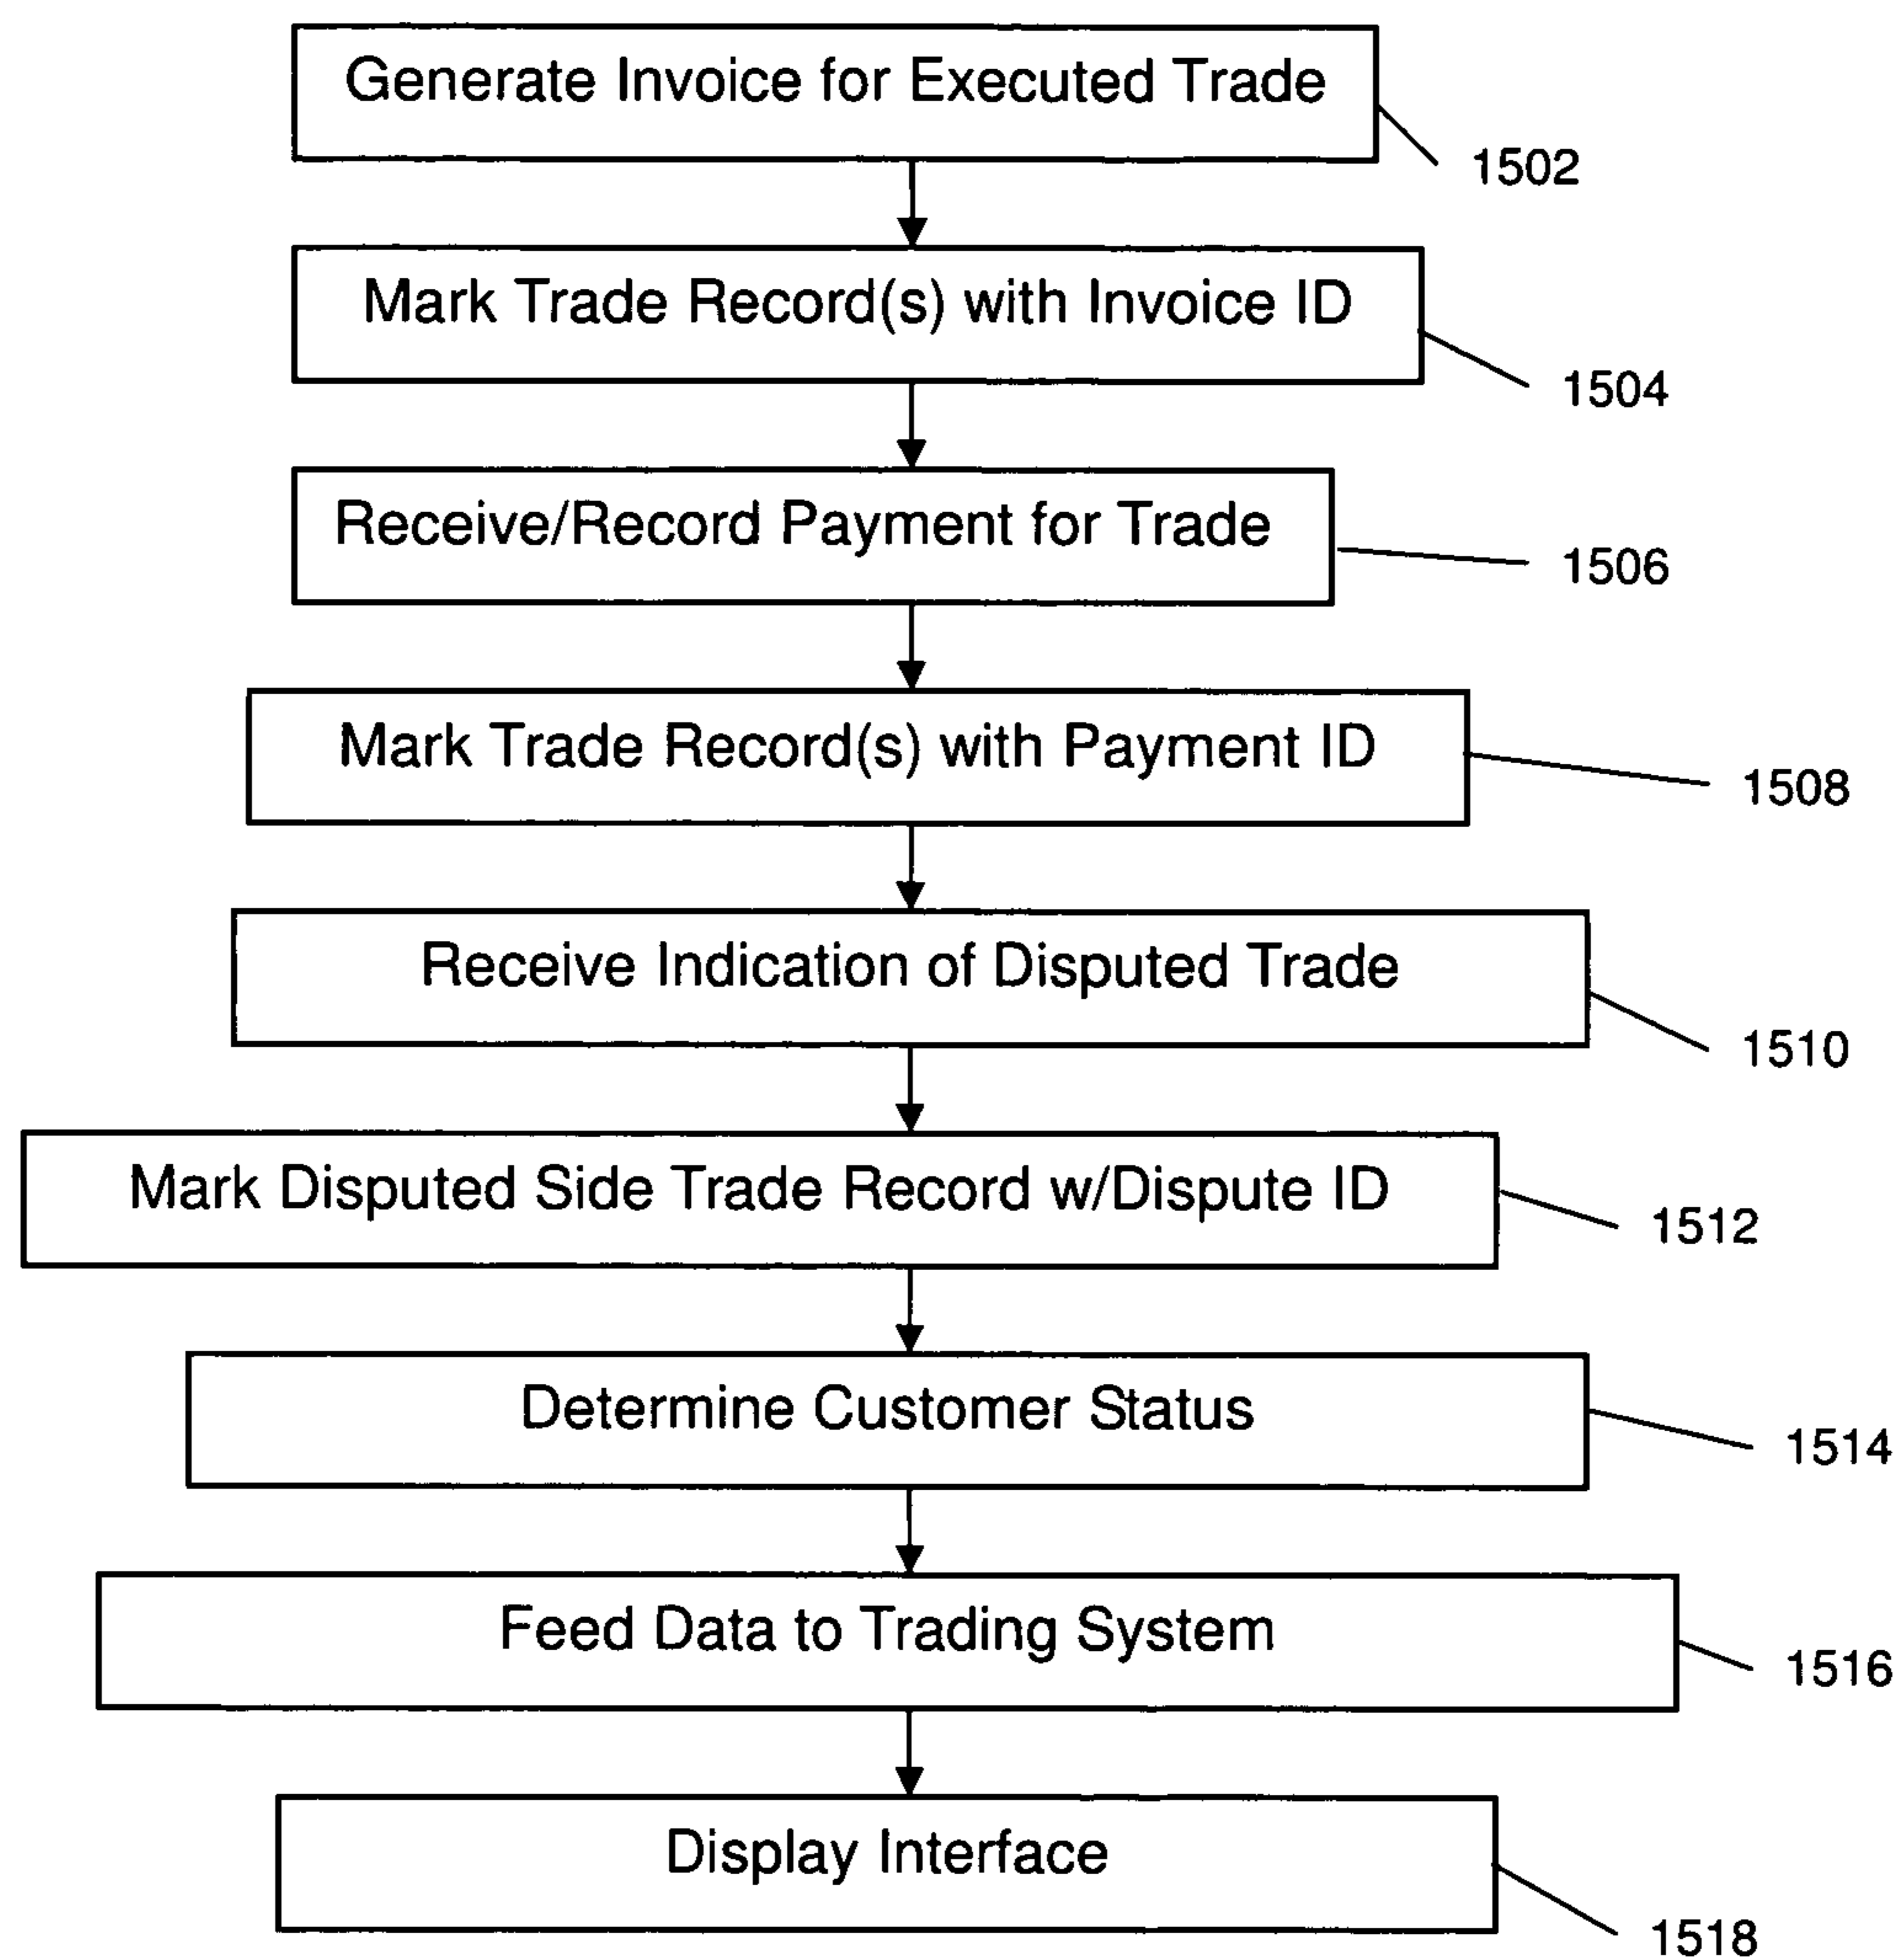 Generate Invoice for Executed Trade
1502
Mark Trade Record(s) with Invoice ID
1504
Receive/Record Payment for Trade
1506
Mark Trade Record(s) with Payment ID
1508
Receive Indication of Disputed Trade
1510
Mark Disputed Side Trade Record w/Dispute ID
1512
Determine Customer Status
1514
Feed Data to Trading System
1516
Display Interface
1518